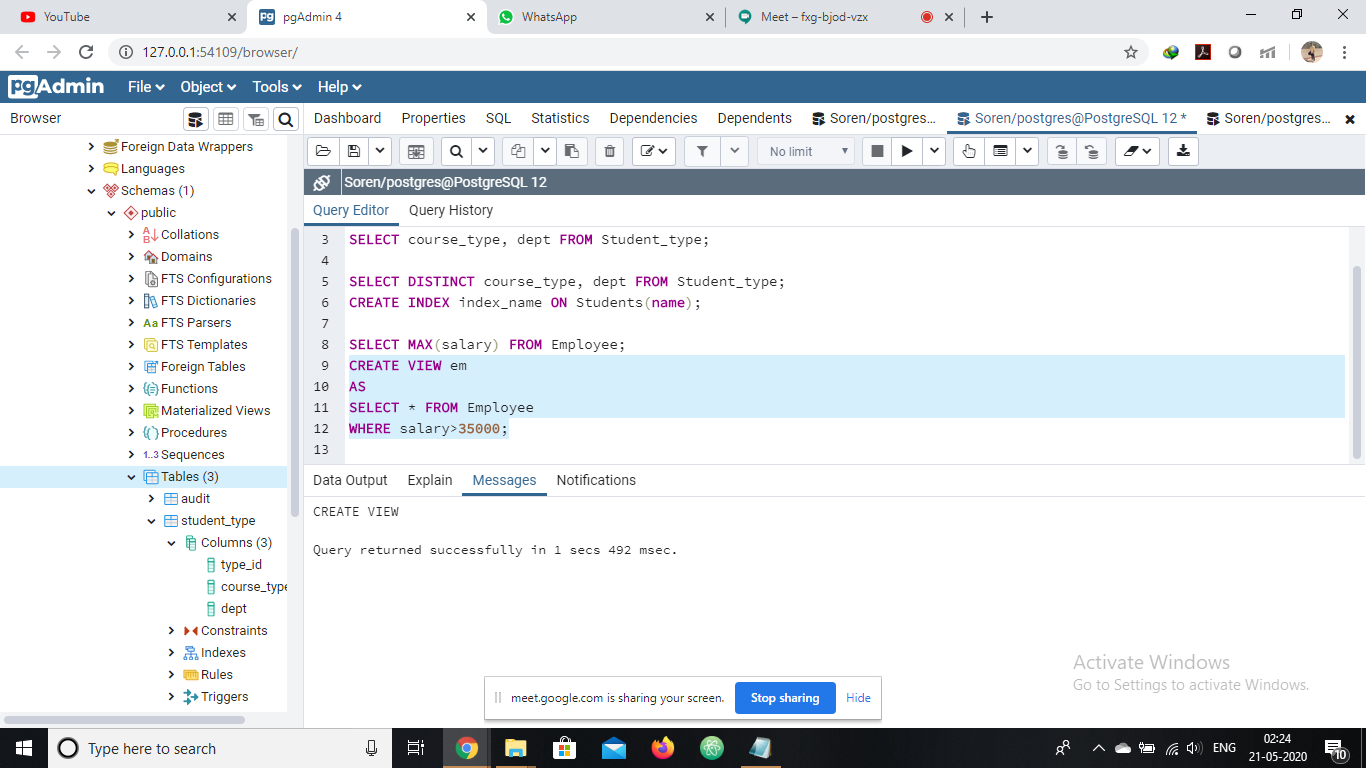 YouTube
pgAdmin 4
WhatsApp
Meet – fxg-bjod-vzx
127.0.0.1:54109/browser/
pgAdmin File Object Tools Help
Browser
Dashboard Properties SQL Statistics Dependencies Dependents Soren/postgres... Soren/postgres@PostgreSQL 12 * Soren/postgres...
No limit
Soren/postgres@PostgreSQL 12
Query Editor Query History
Foreign Data Wrappers
Languages
Schemas (1)
public
Collations
Domains
FTS Configurations
FTS Dictionaries
Aa FTS Parsers
FTS Templates
Foreign Tables
Functions
Materialized Views
Procedures
1..3 Sequences
Tables (3)
audit
student_type
Columns (3)
type_id
course_type
dept
Constraints
Indexes
Rules
Triggers
3 SELECT course_type, dept FROM Student_type;
4
5 SELECT DISTINCT course_type, dept FROM Student_type;
6 CREATE INDEX index_name ON Students(name);
7
8 SELECT MAX(salary) FROM Employee;
9 CREATE VIEW em
10 AS
11 SELECT * FROM Employee
12 WHERE salary>35000;
13
Data Output Explain Messages Notifications
CREATE VIEW
Query returned successfully in 1 secs 492 msec.
Activate Windows
Go to Settings to activate Windows.
meet.google.com is sharing your screen. Stop sharing Hide
Type here to search
ENG
02:24
21-05-2020
10